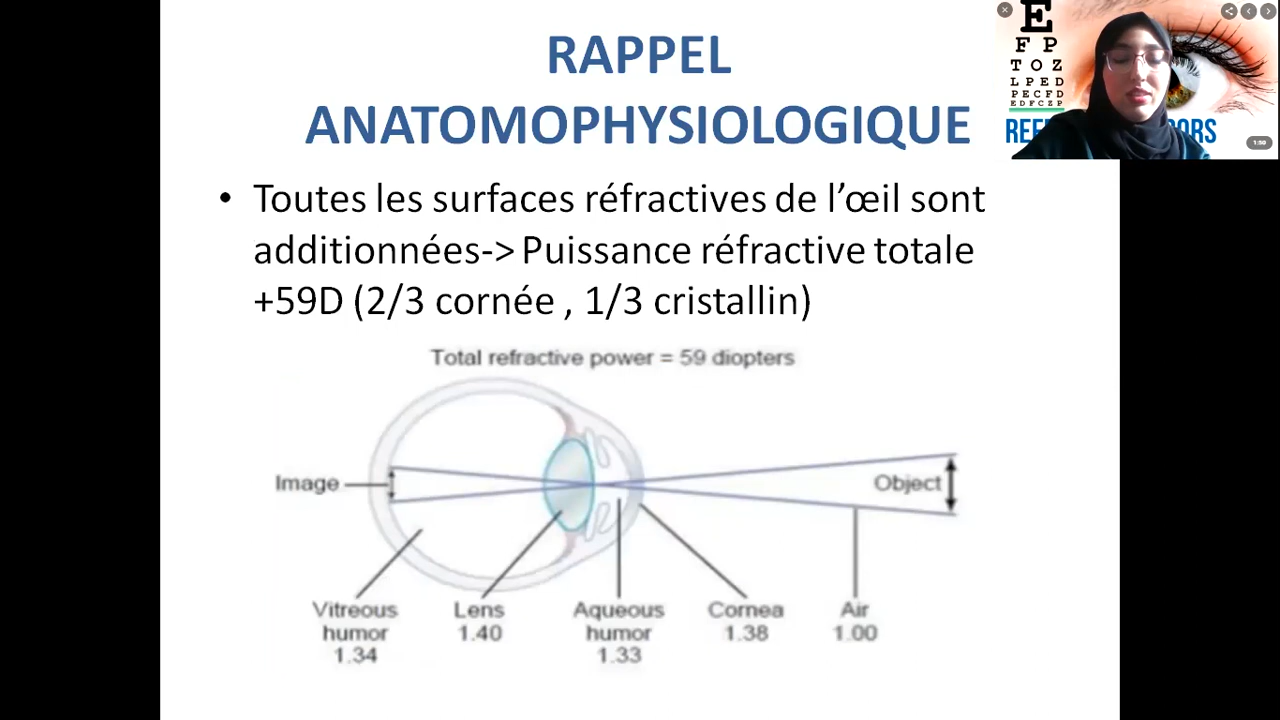 RAPPEL
ANATOMOPHYSIOLOGIQUE
• Toutes les surfaces réfractives de l’œil sont
additionnées-> Puissance réfractive totale
+59D (2/3 cornée , 1/3 cristallin)
Total refractive power = 59 diopters
Image
Object
Vitreous
humor
1.34
Lens
1.40
Aqueous
humor
1.33
Cornea
1.38
Air
1.00
E
F P
T O Z
L P E D
P E C F D
E D F C Z P
1:59